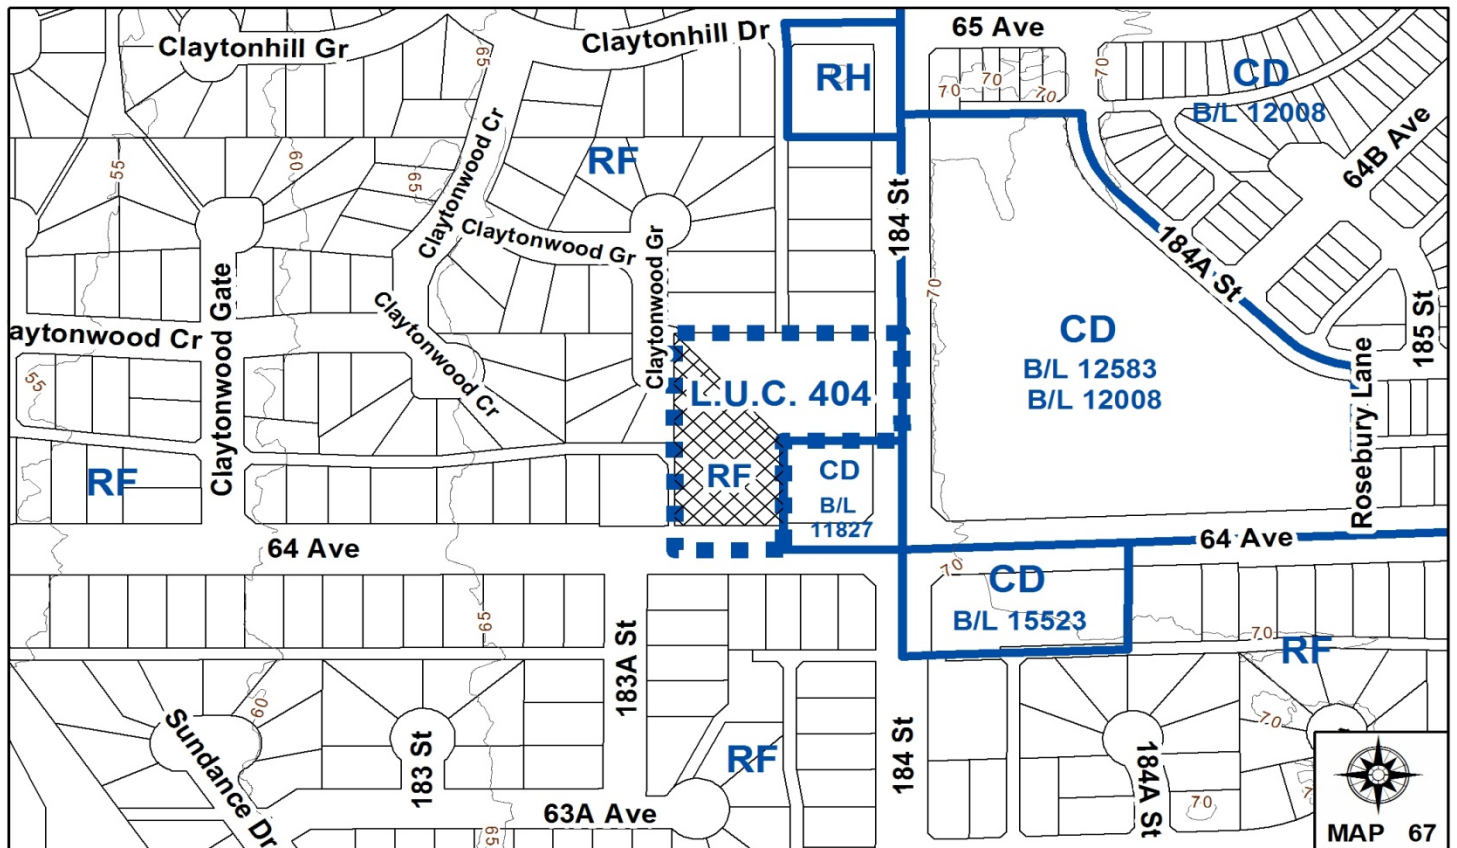 65 Ave
Claytonhill Dr
Claytonhill Gr
65
RH
70
70
70
70
CD
B/L 12008
64B Ave
Claytonwood Cr
RF
55
60
65
184 St
Claytonwood Gr
Claytonwood Gr
184A St
Claytonwood Gate
70
185 St
aytonwood Cr
Claytonwood Cr
CD
B/L 12583
B/L 12008
Rosebury Lane
55
L.U.C. 404
RF
RF
CD
B/L
11827
64 Ave
64 Ave
70
CD
B/L 15523
65
70
RF
183A St
60
70
Sundance Dr
183 St
RF
184 St
184A St
70
63A Ave
65
MAP 67